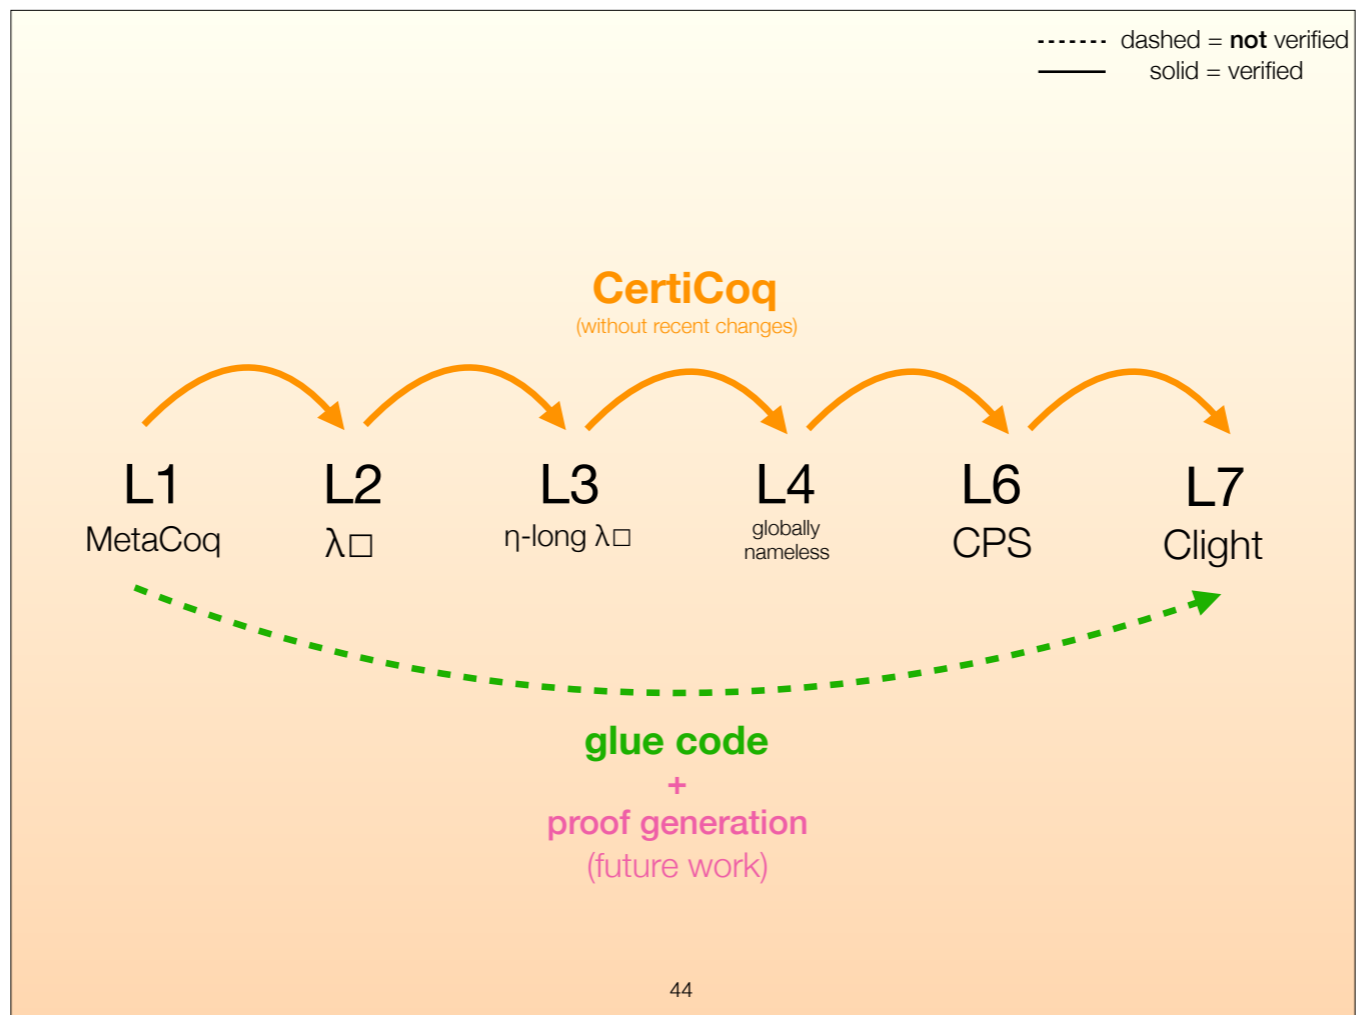 dashed = not verified
solid = verified
CertiCoq
(without recent changes)
L1 L2 L3 L4 L6 L7
MetaCoq λ□ η-long λ□ globally nameless CPS Clight
glue code
+
proof generation
(future work)
44